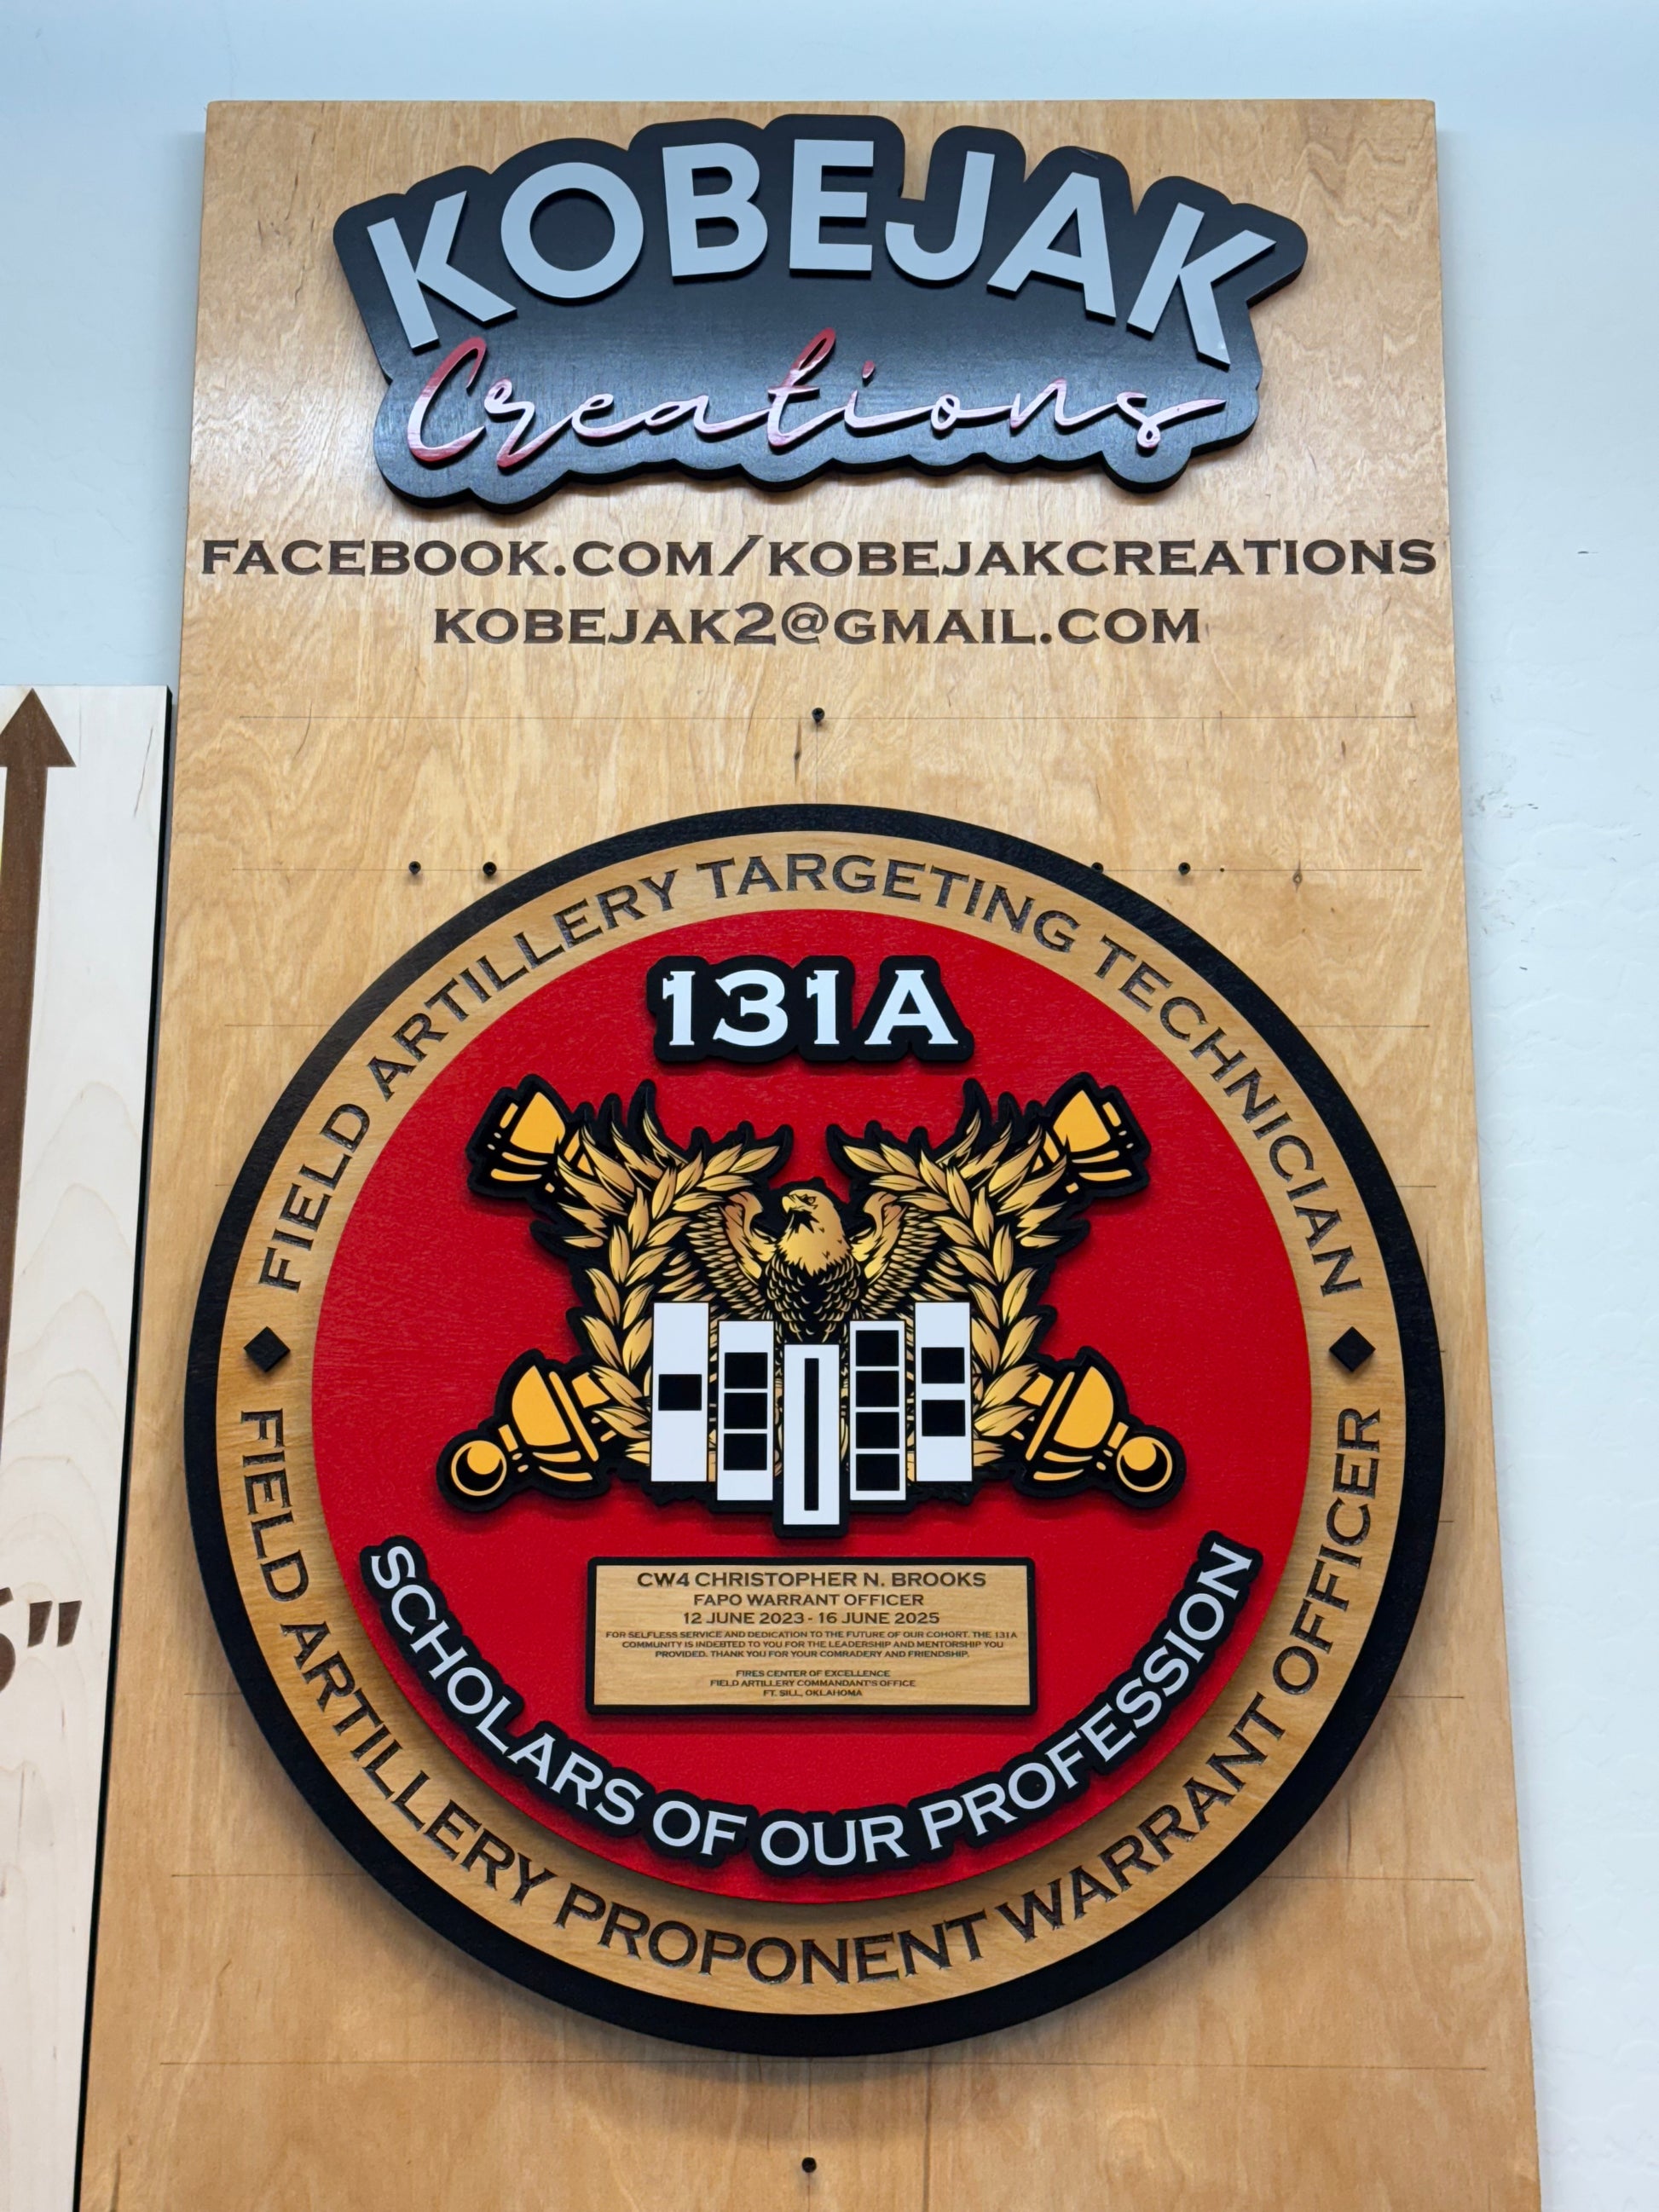 KOBEJAK
Creations
FACEBOOK.COM/KOBEJAKCREATIONS
KOBEJAK2@GMAIL.COM
FIELD ARTILLERY TARGETING TECHNICIAN
131A
CW4 CHRISTOPHER N. BROOKS
FAPO WARRANT OFFICER
12 JUNE 2023 - 16 JUNE 2025
FOR SELFLESS SERVICE AND DEDICATION TO THE FUTURE OF OUR COHORT. THE 131A
COMMUNITY IS INDEBTED TO YOU FOR THE LEADERSHIP AND MENTORSHIP YOU
PROVIDED. THANK YOU FOR YOUR COMRADERY AND FRIENDSHIP.
FIRES CENTER OF EXCELLENCE
FIELD ARTILLERY COMMANDANT'S OFFICE
FT. SILL, OKLAHOMA
SCHOLARS OF OUR PROFESSION
FIELD ARTILLERY PROPONENT WARRANT OFFICER